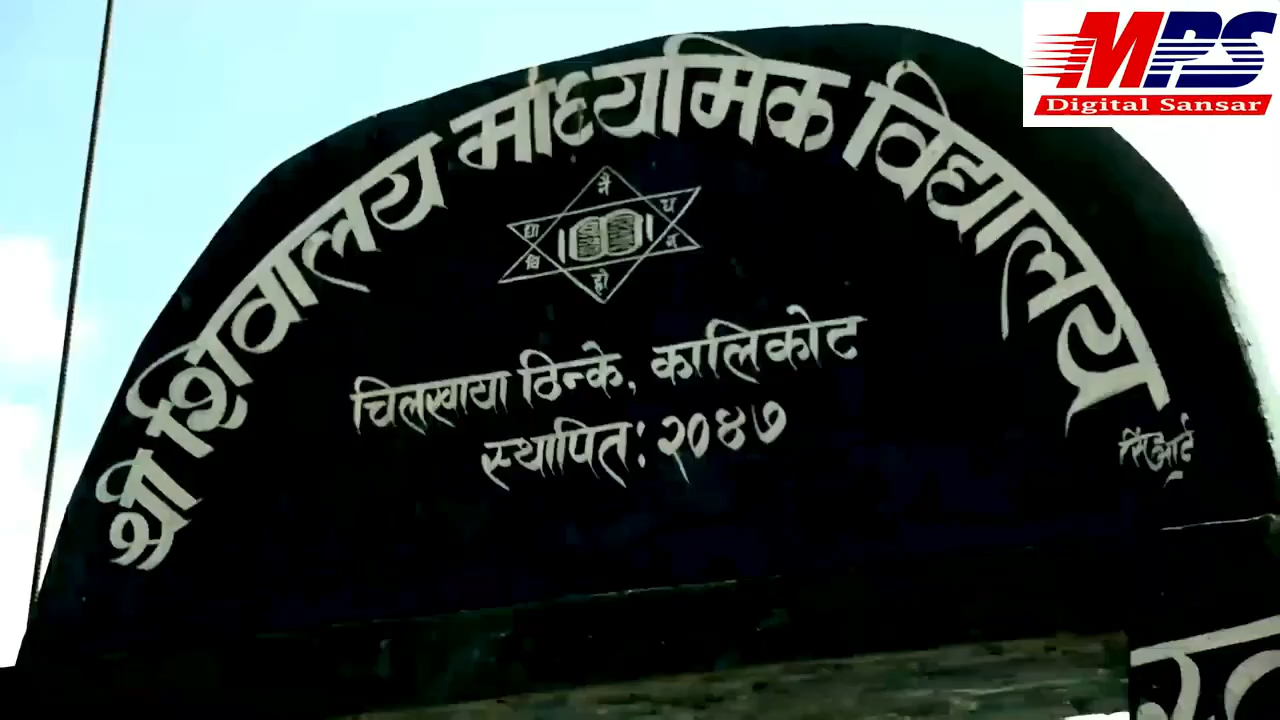 MPS
Digital Sansar
श्री शिवालय माध्यमिक विद्यालय
चिलखाया ठिन्के, कालिकोट
स्थापित: २०४७